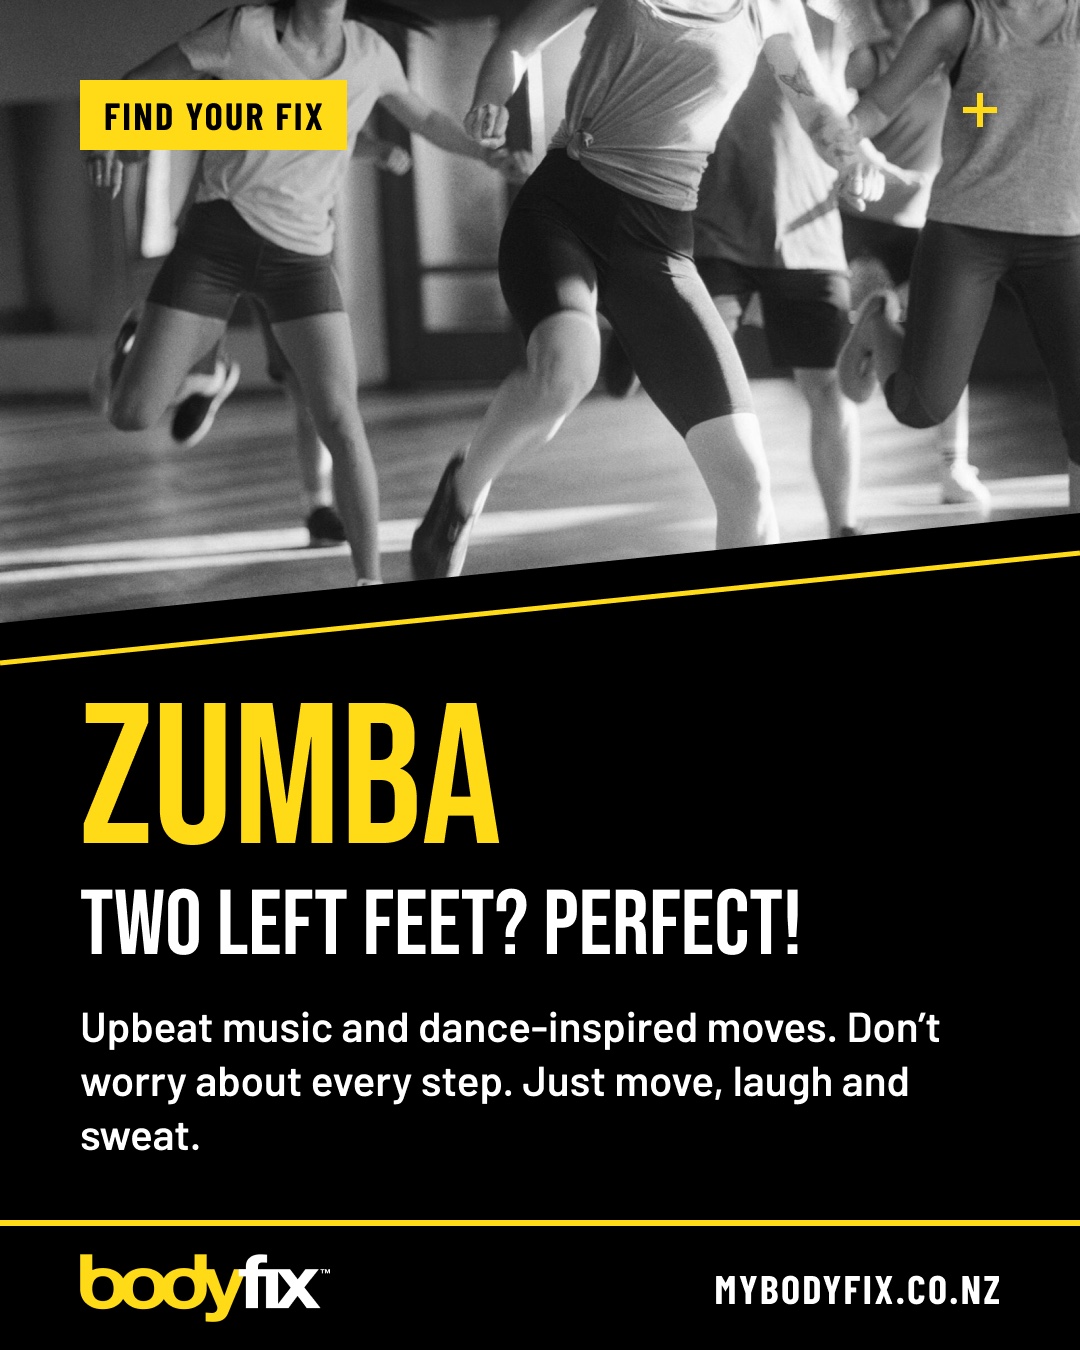 FIND YOUR FIX
ZUMBA
TWO LEFT FEET? PERFECT!
Upbeat music and dance-inspired moves. Don’t
worry about every step. Just move, laugh and
sweat.
bodyfix™
MYBODYFIX.CO.NZ